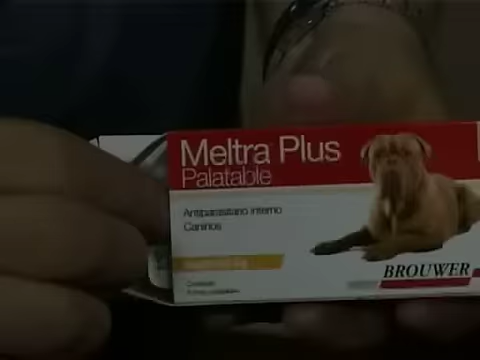 Meltra Plus
Palatable
Antiparasitario interno
Caninos
BROUWER